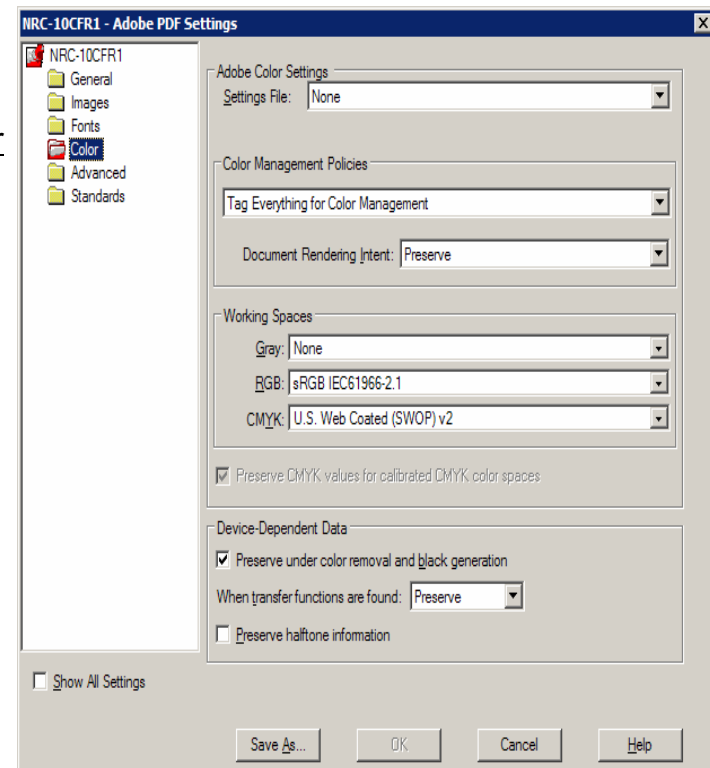 NRC-10CFR1 - Adobe PDF Settings
NRC-10CFR1
General
Images
Fonts
Color
Advanced
Standards
Adobe Color Settings
Settings File: None
Color Management Policies
Tag Everything for Color Management
Document Rendering Intent: Preserve
Working Spaces
Gray: None
RGB: sRGB IEC61966-2.1
CMYK: U.S. Web Coated (SWOP) v2
Preserve CMYK values for calibrated CMYK color spaces
Device-Dependent Data
Preserve under color removal and black generation
When transfer functions are found: Preserve
Preserve halftone information
Show All Settings
Save As... OK Cancel Help